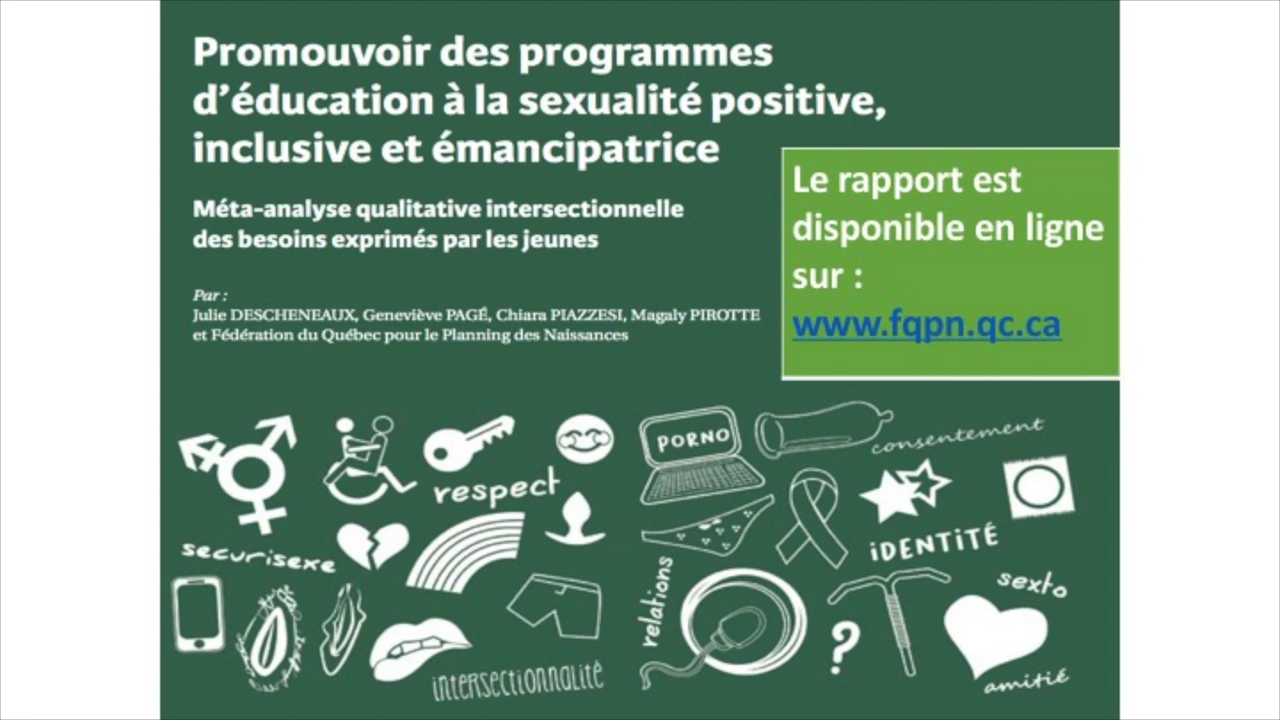 Promouvoir des programmes
d'éducation à la sexualité positive,
inclusive et émancipatrice
Méta-analyse qualitative intersectionnelle
des besoins exprimés par les jeunes
Par :
Julie DESCHENEAUX, Geneviève PAGÉ, Chiara PIAZZESI, Magaly PIROTTE
et Fédération du Québec pour le Planning des Naissances
Le rapport est
disponible en ligne
sur :
www.fqpn.qc.ca
PORNO
consentement
respect
iDENTiTÉ
securisexe
relations
sexto
intersectionnalité
?
amitié